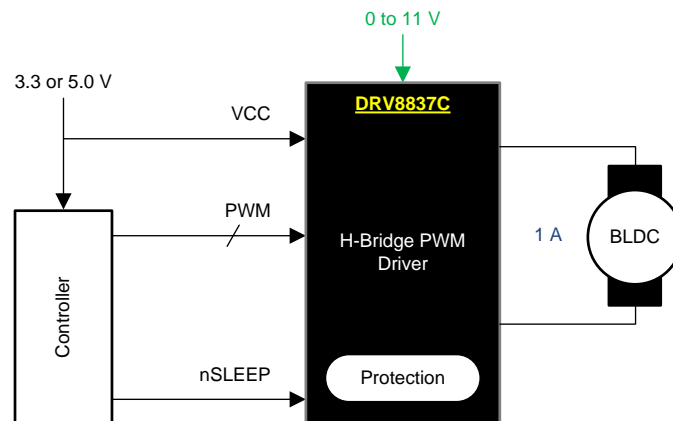 0 to 11 V
3.3 or 5.0 V
DRV8837C
VCC
PWM
H-Bridge PWM
Driver
1 A
BLDC
Controller
nSLEEP
Protection